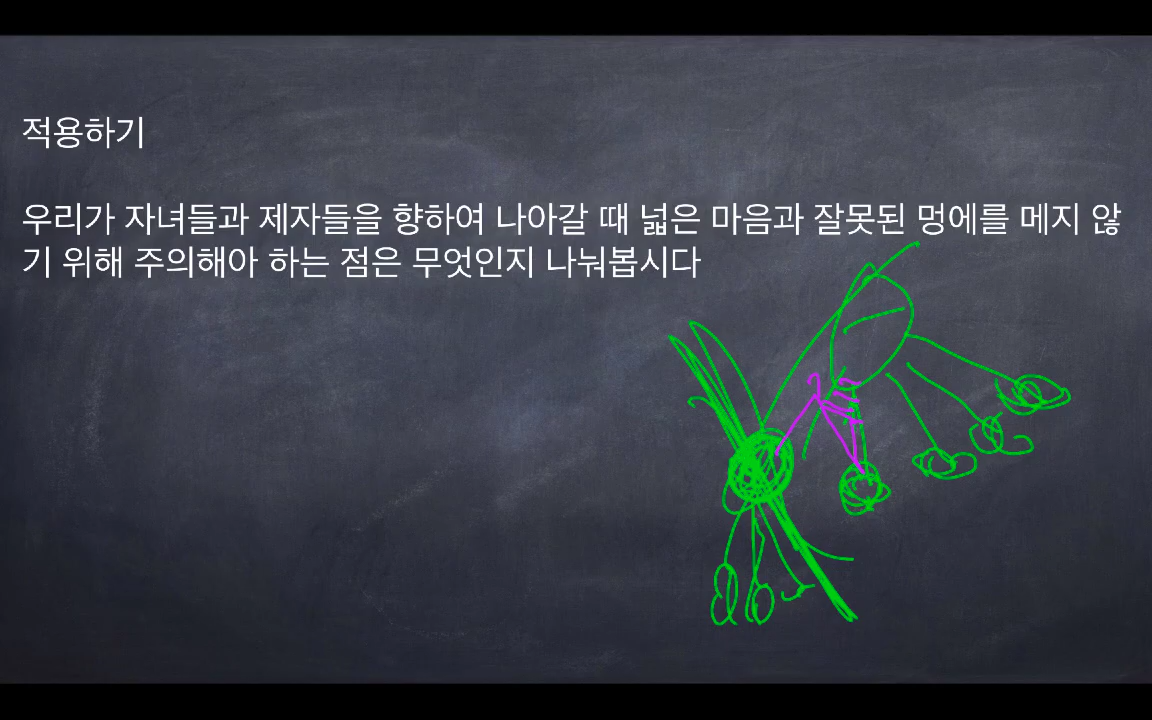 적용하기
우리가 자녀들과 제자들을 향하여 나아갈 때 넓은 마음과 잘못된 멍에를 메지 않
기 위해 주의해야 하는 점은 무엇인지 나눠봅시다